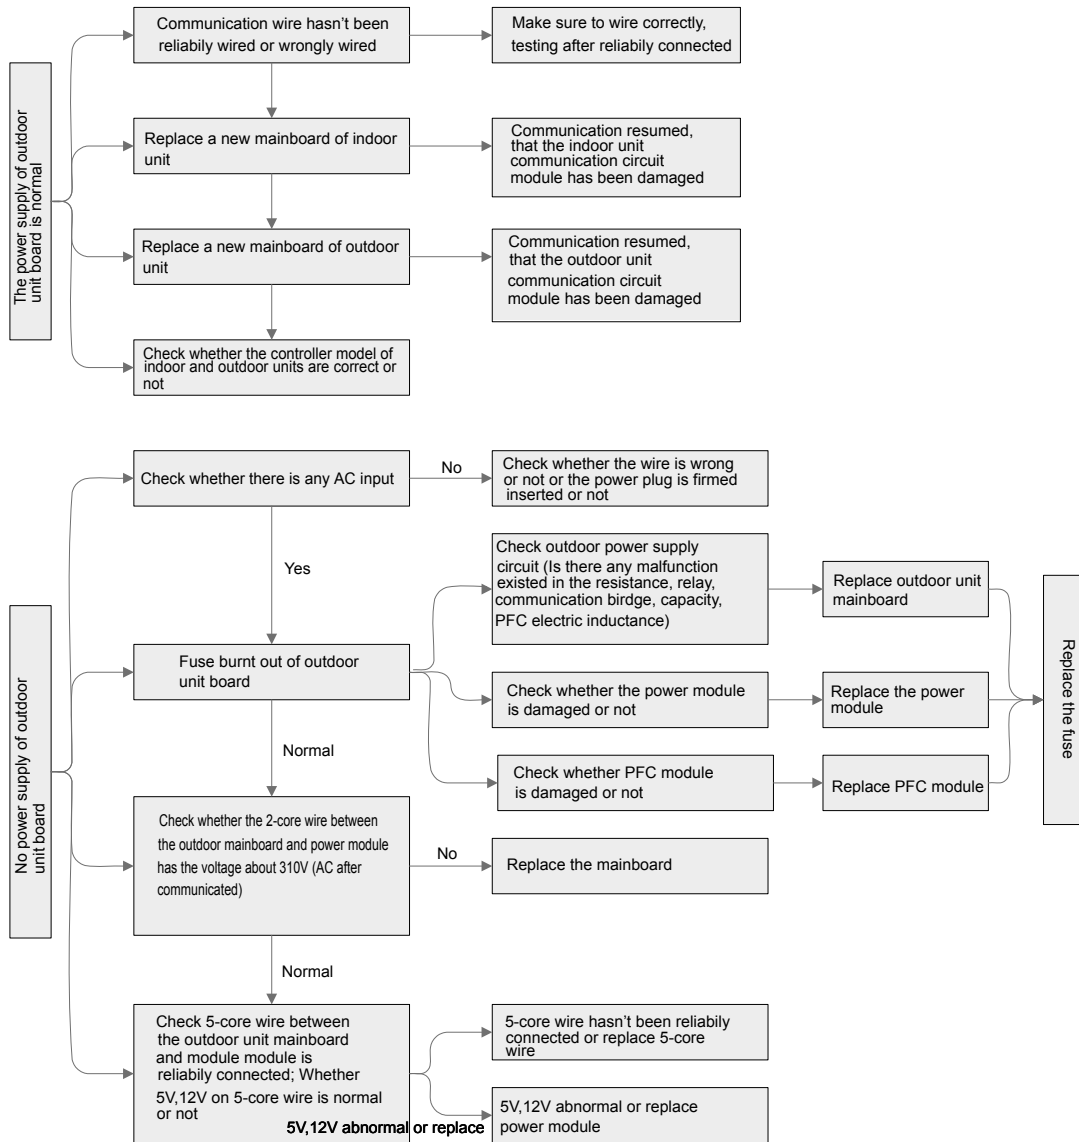 The power supply of outdoor
unit board is normal
Communication wire hasn't been
reliabily wired or wrongly wired
Make sure to wire correctly,
testing after reliabily connected
Replace a new mainboard of indoor
unit
Communication resumed,
that the indoor unit
communication circuit
module has been damaged
Replace a new mainboard of outdoor
unit
Communication resumed,
that the outdoor unit
communication circuit
module has been damaged
Check whether the controller model of
indoor and outdoor units are correct or
not
No power supply of outdoor
unit board
Check whether there is any AC input
No
Check whether the wire is wrong
or not or the power plug is firmed
inserted or not
Yes
Fuse burnt out of outdoor
unit board
Check outdoor power supply
circuit (Is there any malfunction
existed in the resistance, relay,
communication birdge, capacity,
PFC electric inductance)
Replace outdoor unit
mainboard
Check whether the power module
is damaged or not
Replace the power
module
Check whether PFC module
is damaged or not
Replace PFC module
Replace the fuse
Normal
Check whether the 2-core wire between
the outdoor mainboard and power module
has the voltage about 310V (AC after
communicated)
No
Replace the mainboard
Normal
Check 5-core wire between
the outdoor unit mainboard
and module module is
reliabily connected; Whether
5V,12V on 5-core wire is normal
or not
5-core wire hasn't been reliabily
connected or replace 5-core
wire
5V,12V abnormal or replace
power module
5V,12V abnormal or replace